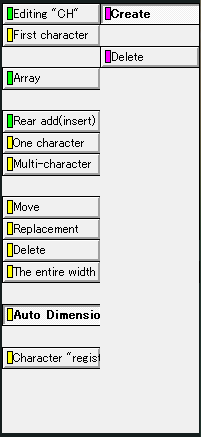 Editing "CH"
Create
First character
Delete
Array
Rear add(insert)
One character
Multi-character
Move
Replacement
Delete
The entire width
Auto Dimensio
Character "regist